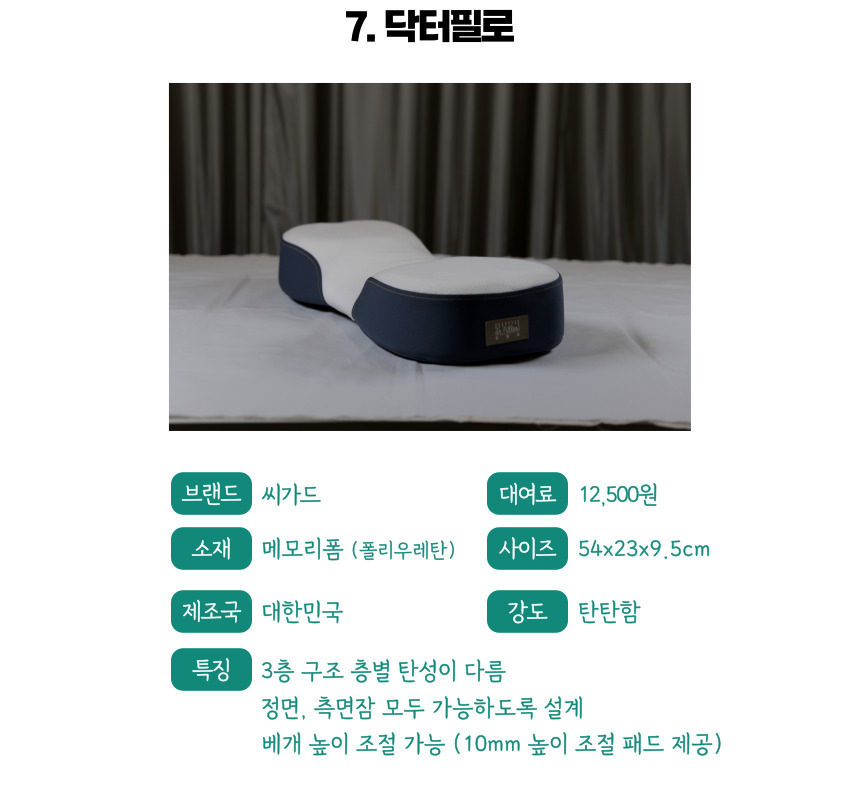 7. 닥터필로
브랜드 씨가드
대여료 12,500원
소재 메모리폼 (폴리우레탄)
사이즈 54x23x9.5cm
제조국 대한민국
강도 탄탄함
특징 3층 구조 층별 탄성이 다름
정면, 측면잠 모두 가능하도록 설계
베개 높이 조절 가능 (10mm 높이 조절 패드 제공)